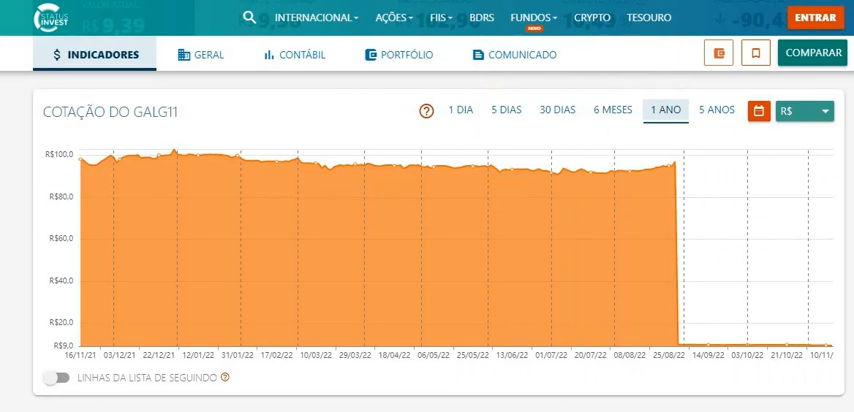 VALOR ATUAL
R$ 9,39
STATUS
INVEST
INTERNACIONAL
AÇÕES
FIIS
BDRS
FUNDOS
NEWS
CRYPTO
TESOURO
ENTRAR
$ INDICADORES
GERAL
CONTÁBIL
PORTFÓLIO
COMUNICADO
COMPARAR
COTAÇÃO DO GALG11
1 DIA
5 DIAS
30 DIAS
6 MESES
1 ANO
5 ANOS
R$
R$100.0
R$80.0
R$60.0
R$40.0
R$20.0
R$9.0
16/11/21 03/12/21 22/12/21 12/01/22 31/01/22 17/02/22 10/03/22 29/03/22 18/04/22 06/05/22 25/05/22 13/06/22 01/07/22 20/07/22 08/08/22 25/08/22 14/09/22 03/10/22 21/10/22 10/11/
LINHAS DA LISTA DE SEGUINDO